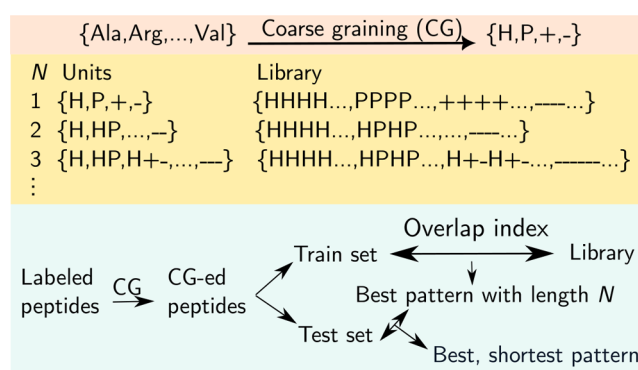 {Ala,Arg,...,Val} Coarse graining (CG) {H,P,+,-}
N Units Library
1 {H,P,+,-} {HHHH...,PPPP...,++++...,----...}
2 {H,HP,...,--} {HHHH...,HPHP...,...,----...}
3 {H,HP,H+-,...,---} {HHHH...,HPHP...,H+-H+-...,------...}
⋮
Overlap index
Train set Library
Labeled peptides
CG
CG-ed peptides
Best pattern with length N
Test set
Best, shortest pattern